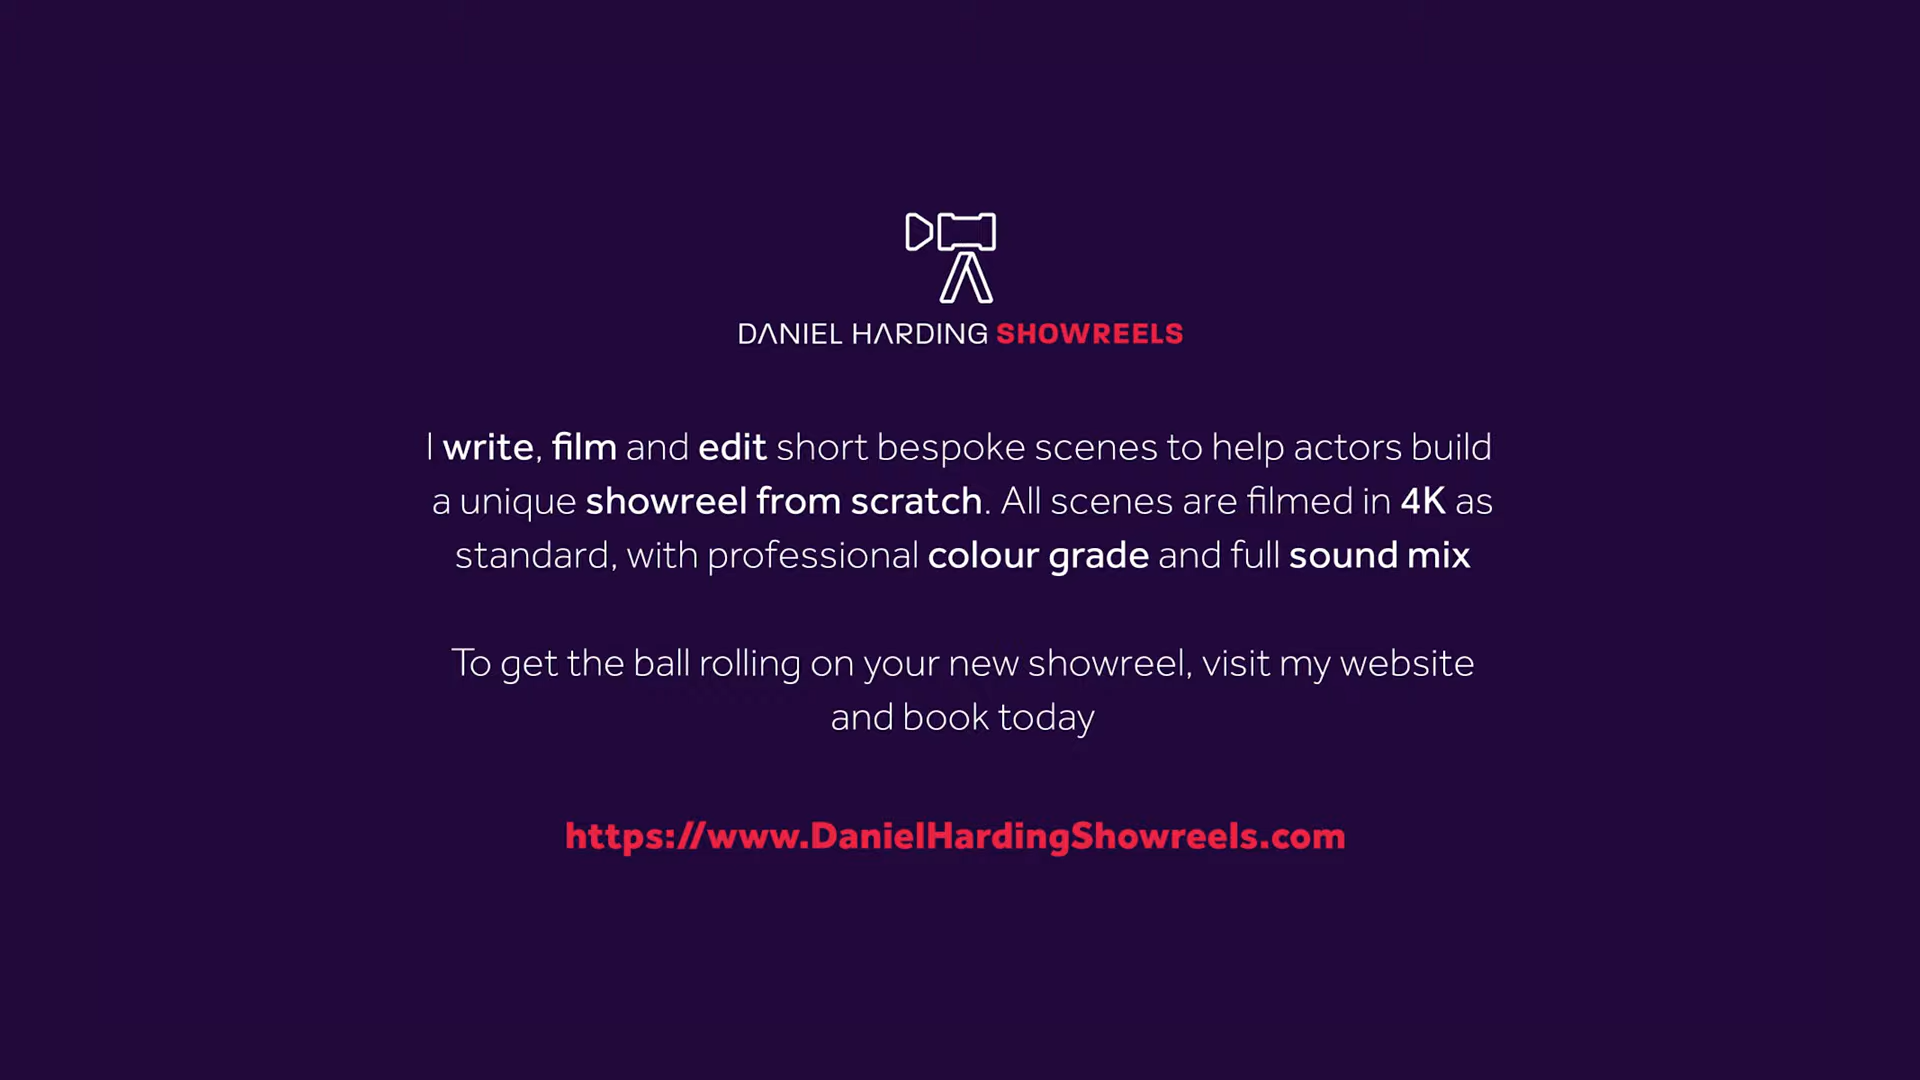 DANIEL HARDING SHOWREELS
I write, film and edit short bespoke scenes to help actors build
a unique showreel from scratch. All scenes are filmed in 4K as
standard, with professional colour grade and full sound mix
To get the ball rolling on your new showreel, visit my website
and book today
https://www.DanielHardingShowreels.com